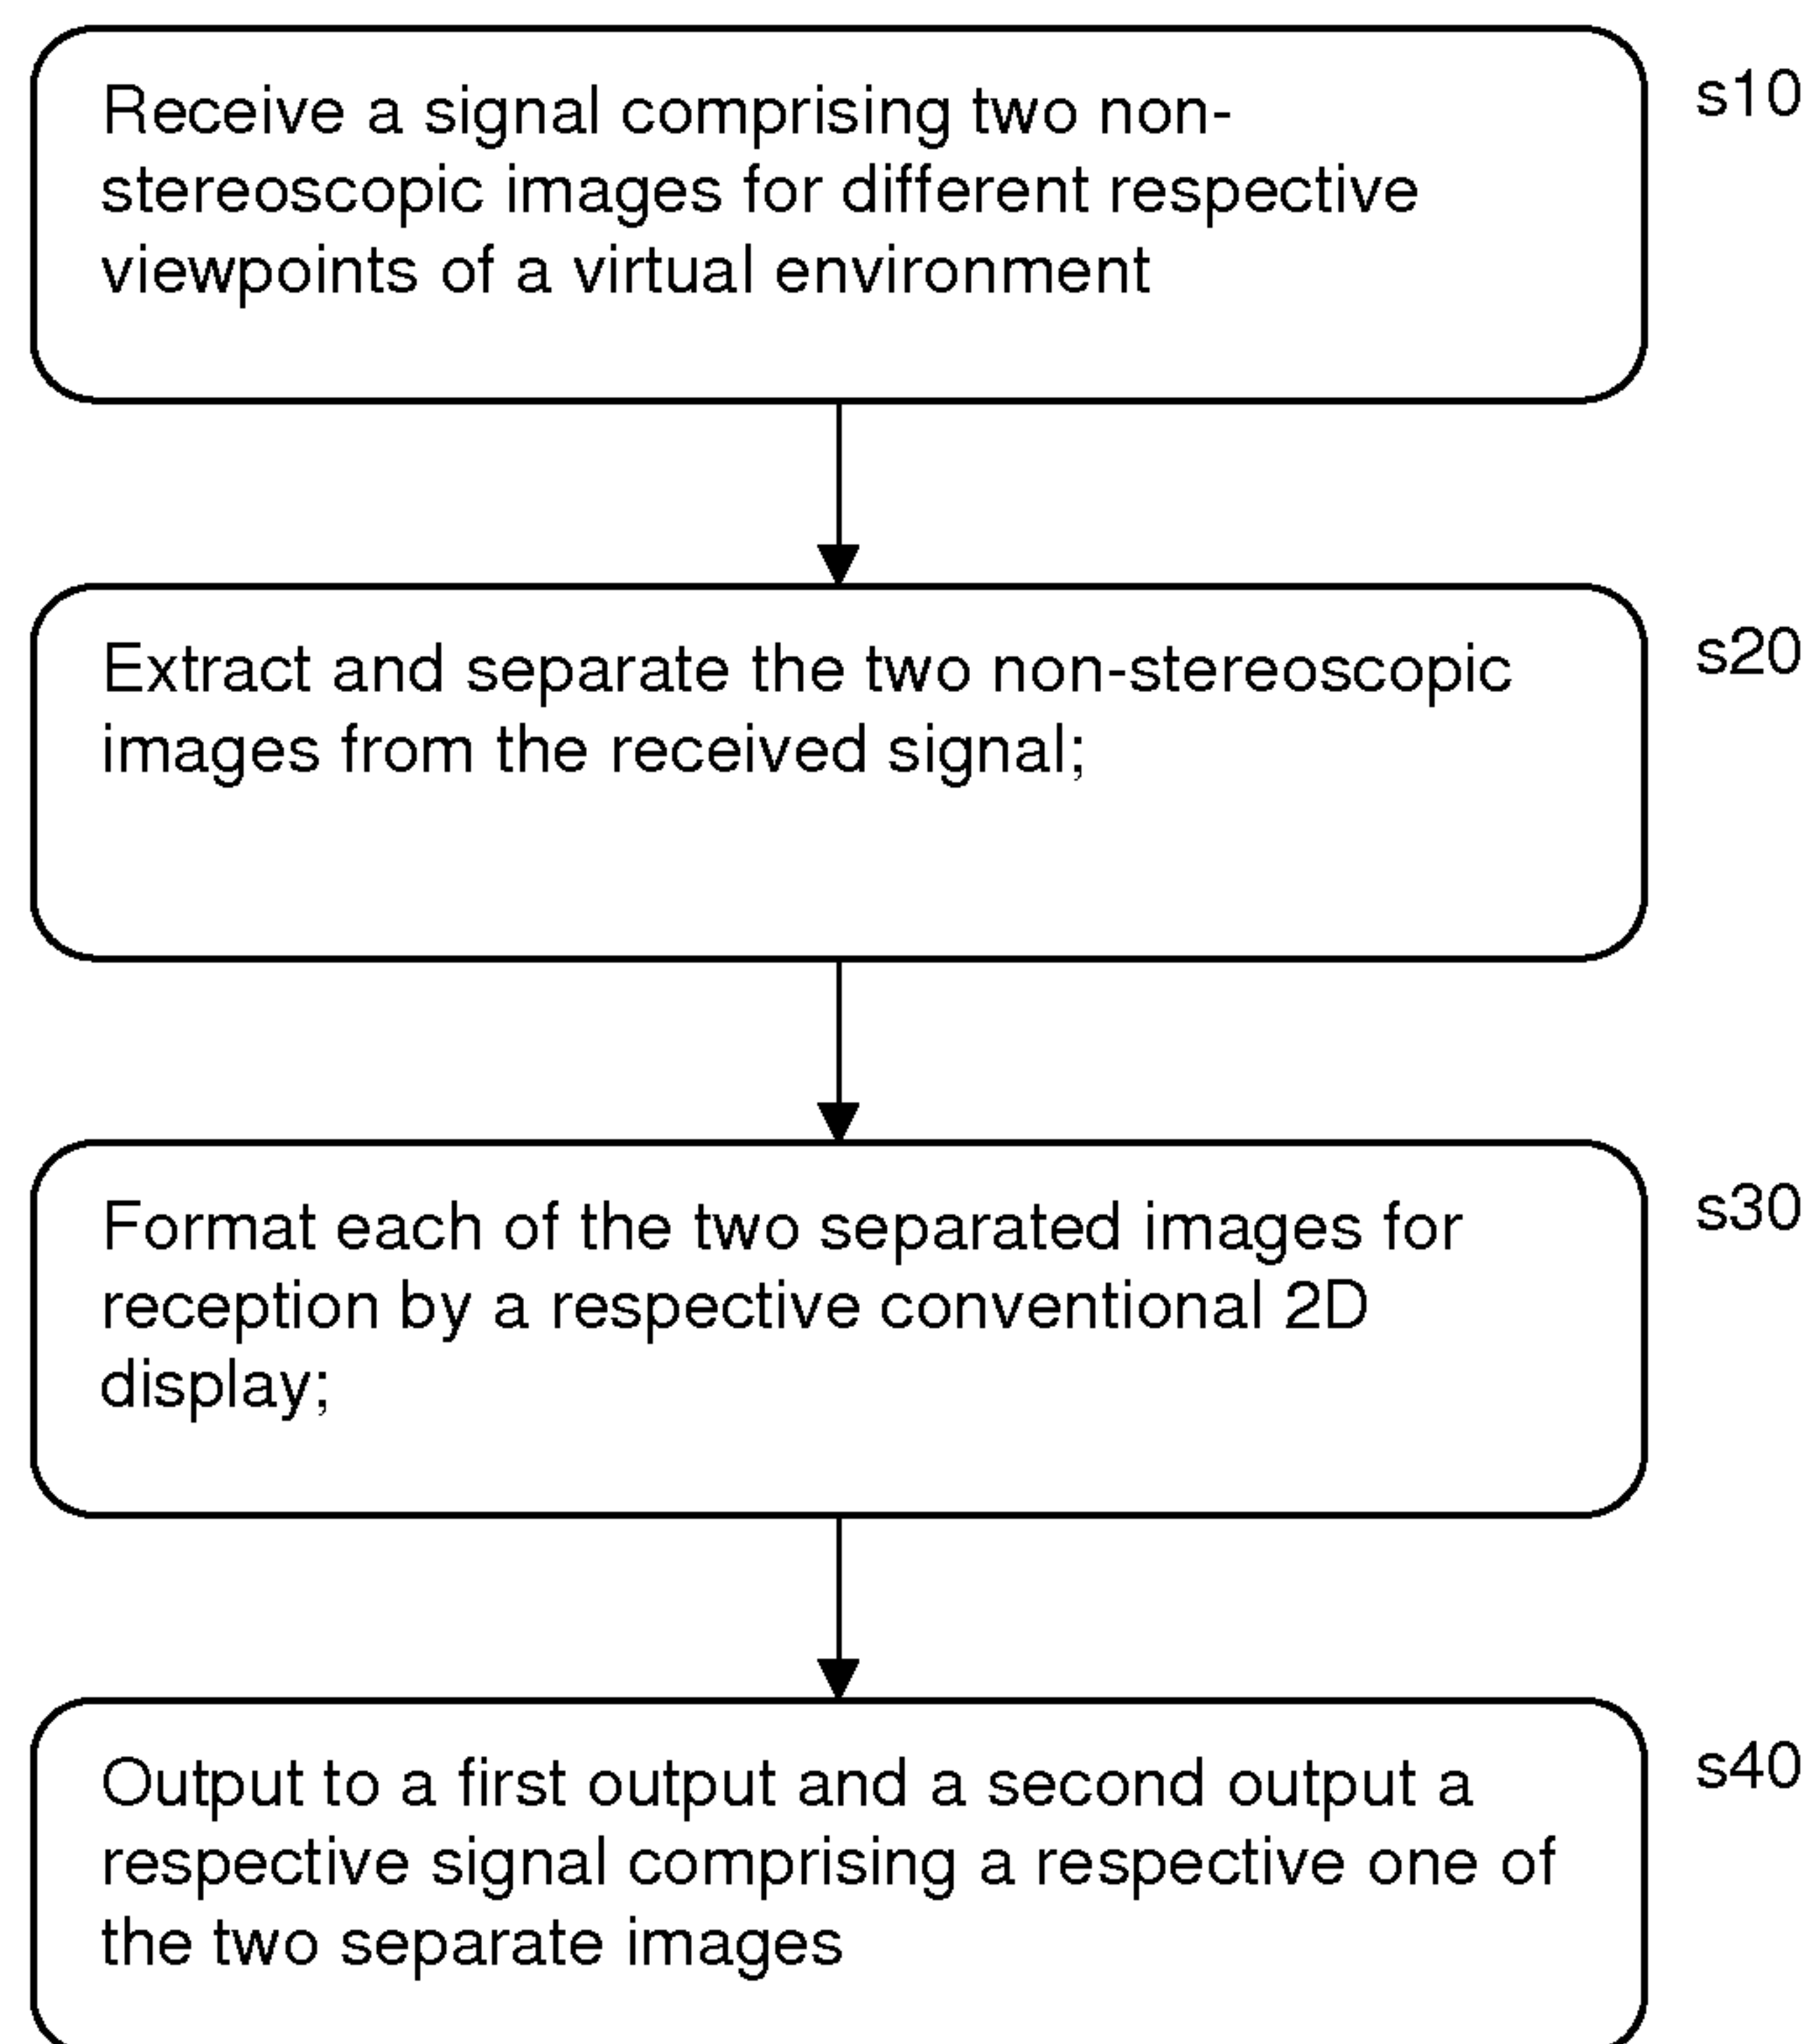 Receive a signal comprising two non-
s10
stereoscopic images for different respective
viewpoints of a virtual environment
Extract and separate the two non-stereoscopic
s20
images from the received signal;
Format each of the two separated images for
s30
reception by a respective conventional 2D
display;
Output to a first output and a second output a
s40
respective signal comprising a respective one of
the two separate images